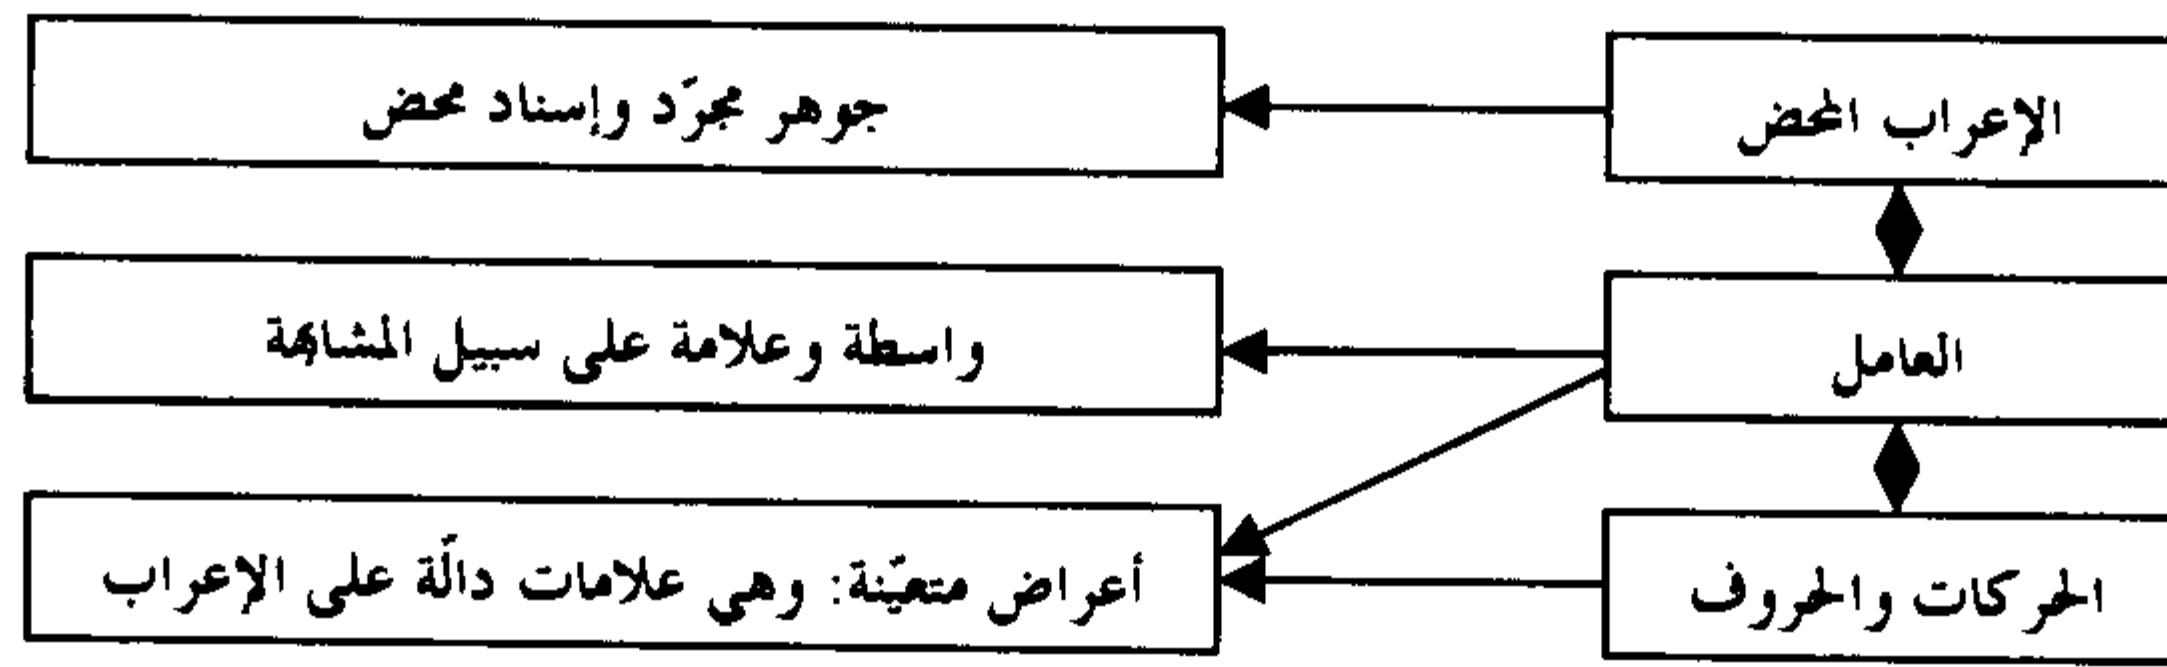 الإعراب المحض
جوهر مجرّد وإسناد محض
العامل
واسطة وعلامة على سبيل المشابهة
الحركات والحروف
أعراض متعيّنة: وهي علامات دالّة على الإعراب